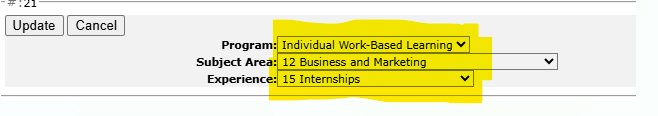 #:21
Update Cancel
Program: Individual Work-Based Learning
Subject Area: 12 Business and Marketing
Experience: 15 Internships